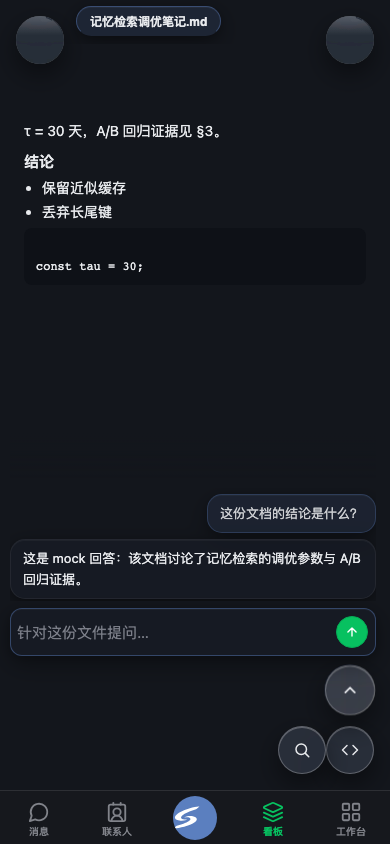 记忆检索调优笔记.md
τ = 30 天，A/B 回归证据见 §3。
结论
• 保留近似缓存
• 丢弃长尾键
const tau = 30;
这份文档的结论是什么？
这是 mock 回答：该文档讨论了记忆检索的调优参数与 A/B
回归证据。
针对这份文件提问...
消息
联系人
看板
工作台